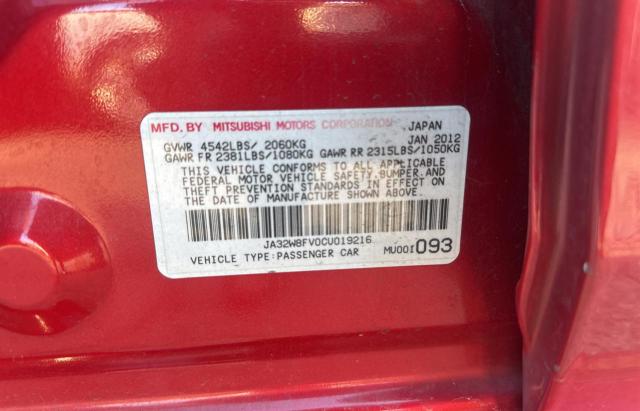 MFD. BY MITSUBISHI MOTORS CORPORATION JAPAN
GVWR 4542LBS/ 2060KG JAN 2012
GAWR FR 2381LBS/1080KG GAWR RR 2315LBS/1050KG
THIS VEHICLE CONFORMS TO ALL APPLICABLE
FEDERAL MOTOR VEHICLE SAFETY, BUMPER, AND
THEFT PREVENTION STANDARDS IN EFFECT ON
THE DATE OF MANUFACTURE SHOWN ABOVE.
JA32W8FV0CU019216
VEHICLE TYPE:PASSENGER CAR MU001093